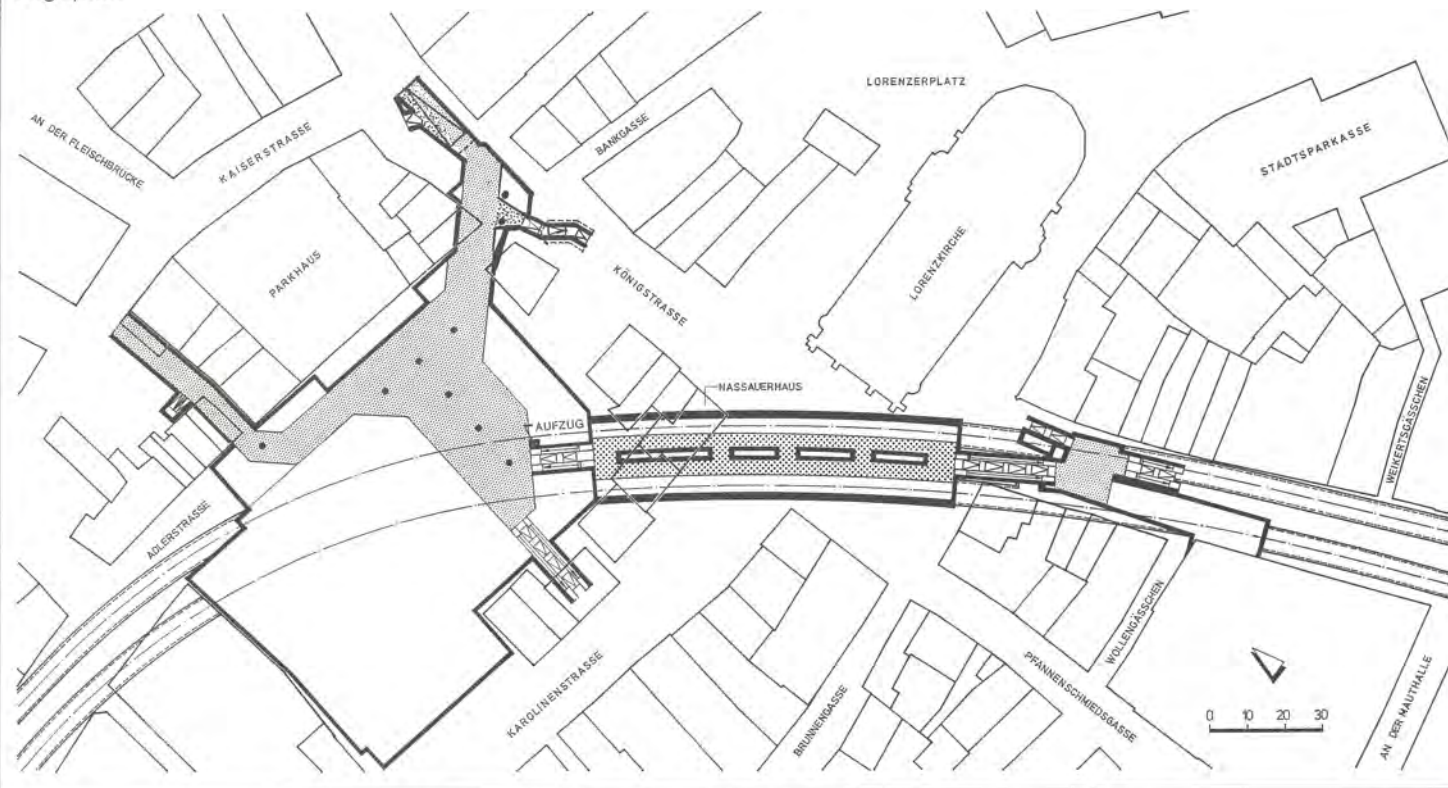 LORENZERPLATZ
AN DER FLEISCHBRÜCKE
KAISERSTRASSE
BANKGASSE
STADTSPARKASSE
PARKHAUS
KÖNIGSTRASSE
LORENZKIRCHE
NASSAUERHAUS
AUFZUG
WEIKERTSGÄSSCHEN
ADLERSTRASSE
WOLLENGÄSSCHEN
KAROLINENSTRASSE
BRUNNENGASSE
PFANNENSCHMIEDSGASSE
AN DER MAUTHALLE
0 10 20 30